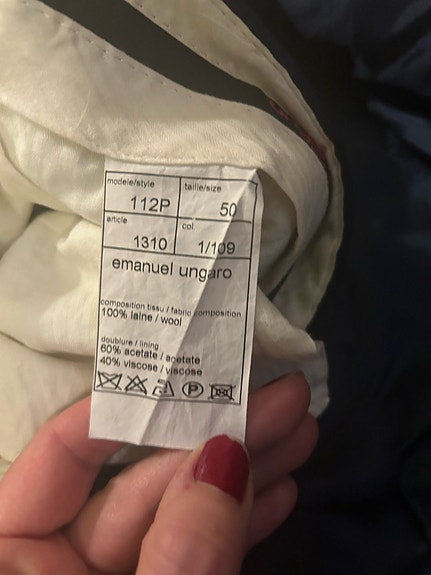 modele/style taille/size
112P 50
article col.
1310 1/109
emanuel ungaro
composition tissu / fabric composition
100% laine / wool
doublure / lining
60% acetate / acetate
40% viscose / viscose
P